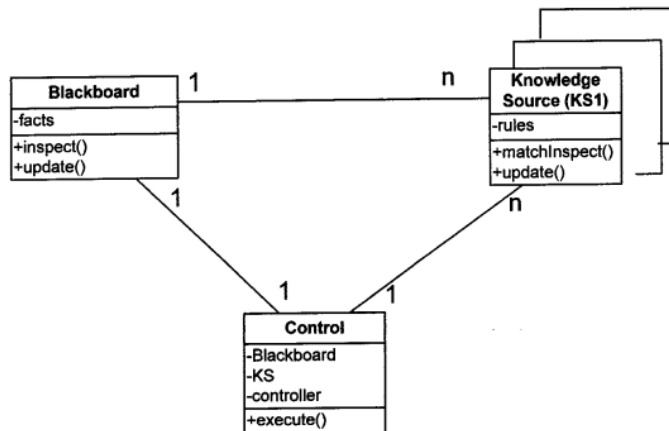 Blackboard
-facts
+inspect()
+update()
1
n
Knowledge
Source (KS1)
-rules
+matchInspect()
+update()
1
n
1
1
Control
-Blackboard
-KS
-controller
+execute()